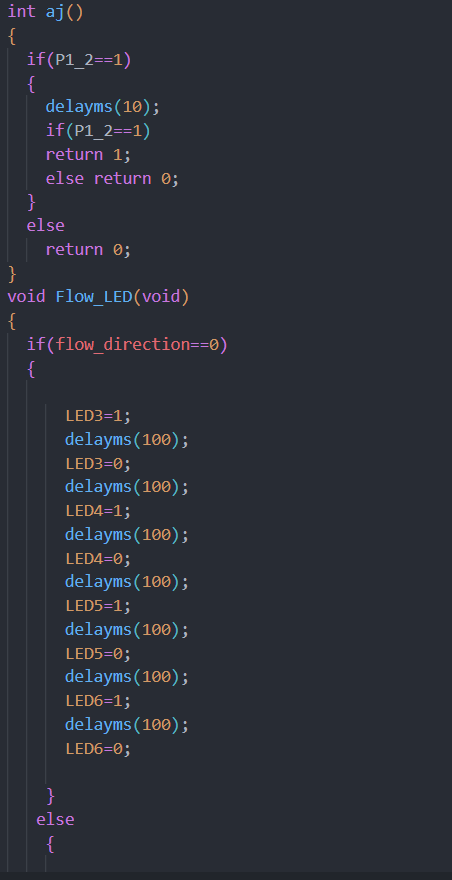 int aj()
{
if(P1_2==1)
{
delayms(10);
if(P1_2==1)
return 1;
else return 0;
}
else
return 0;
}
void Flow_LED(void)
{
if(flow_direction==0)
{
LED3=1;
delayms(100);
LED3=0;
delayms(100);
LED4=1;
delayms(100);
LED4=0;
delayms(100);
LED5=1;
delayms(100);
LED5=0;
delayms(100);
LED6=1;
delayms(100);
LED6=0;
}
else
{